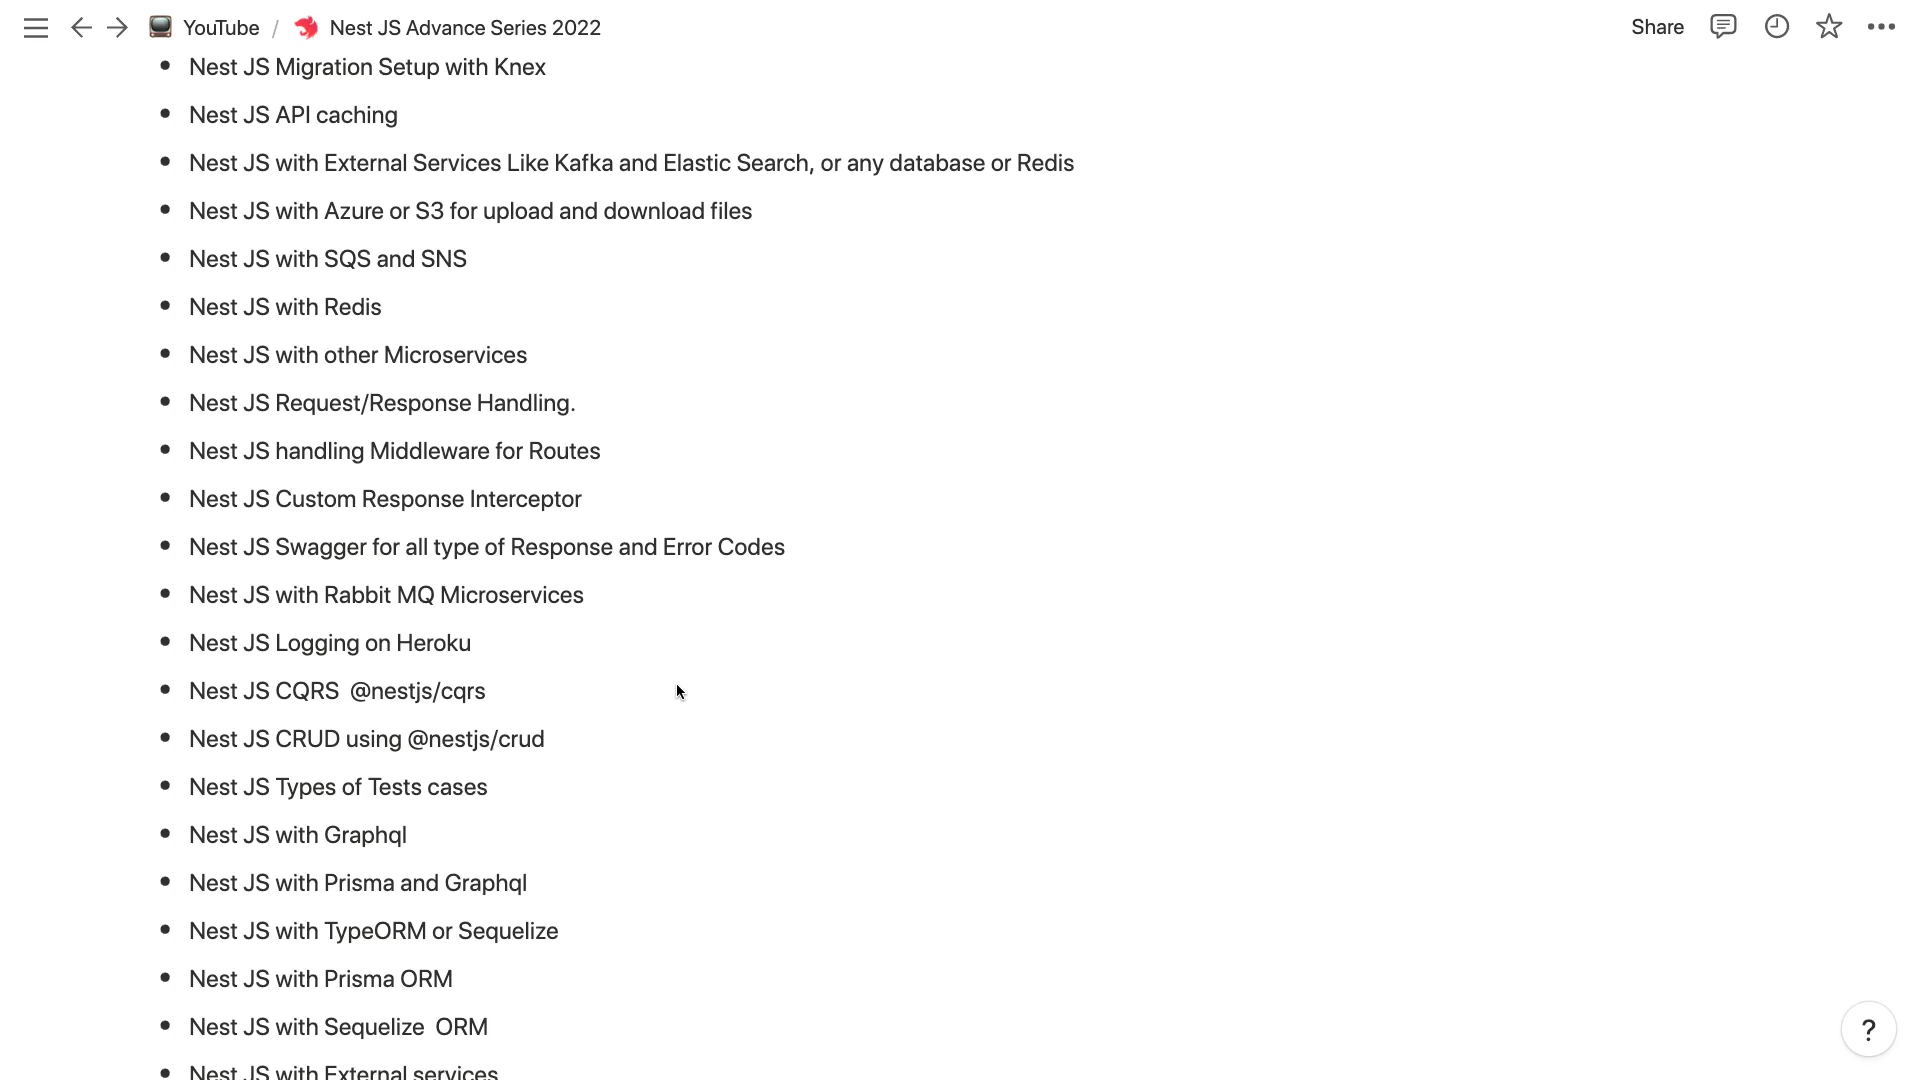 YouTube / Nest JS Advance Series 2022
Share
Nest JS Migration Setup with Knex
Nest JS API caching
Nest JS with External Services Like Kafka and Elastic Search, or any database or Redis
Nest JS with Azure or S3 for upload and download files
Nest JS with SQS and SNS
Nest JS with Redis
Nest JS with other Microservices
Nest JS Request/Response Handling.
Nest JS handling Middleware for Routes
Nest JS Custom Response Interceptor
Nest JS Swagger for all type of Response and Error Codes
Nest JS with Rabbit MQ Microservices
Nest JS Logging on Heroku
Nest JS CQRS  @nestjs/cqrs
Nest JS CRUD using @nestjs/crud
Nest JS Types of Tests cases
Nest JS with Graphql
Nest JS with Prisma and Graphql
Nest JS with TypeORM or Sequelize
Nest JS with Prisma ORM
Nest JS with Sequelize  ORM
Nest JS with External services
?